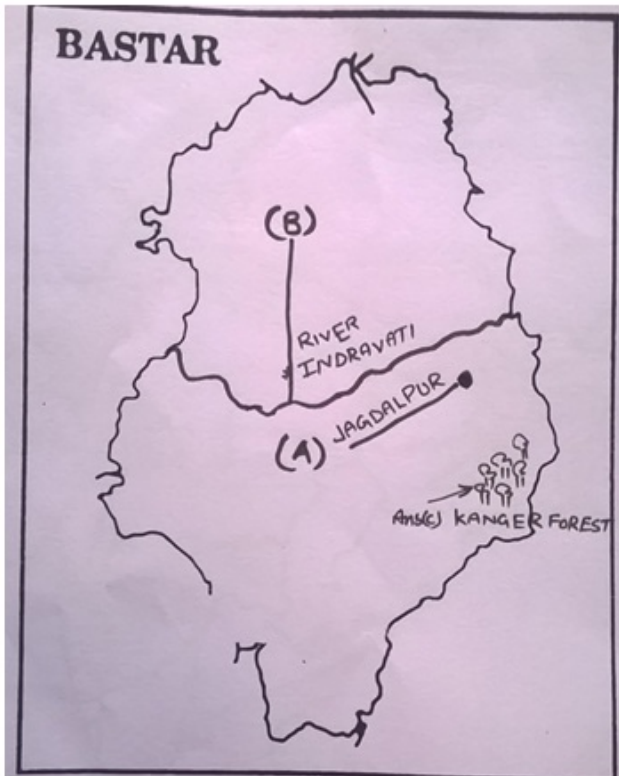 BASTAR
(B)
RIVER
INDRAVATI
JAGDALPUR
(A)
Ans(c) KANGER FOREST